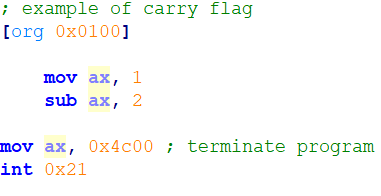 ; example of carry flag
[org 0x0100]
mov ax, 1
sub ax, 2
mov ax, 0x4c00 ; terminate program
int 0x21